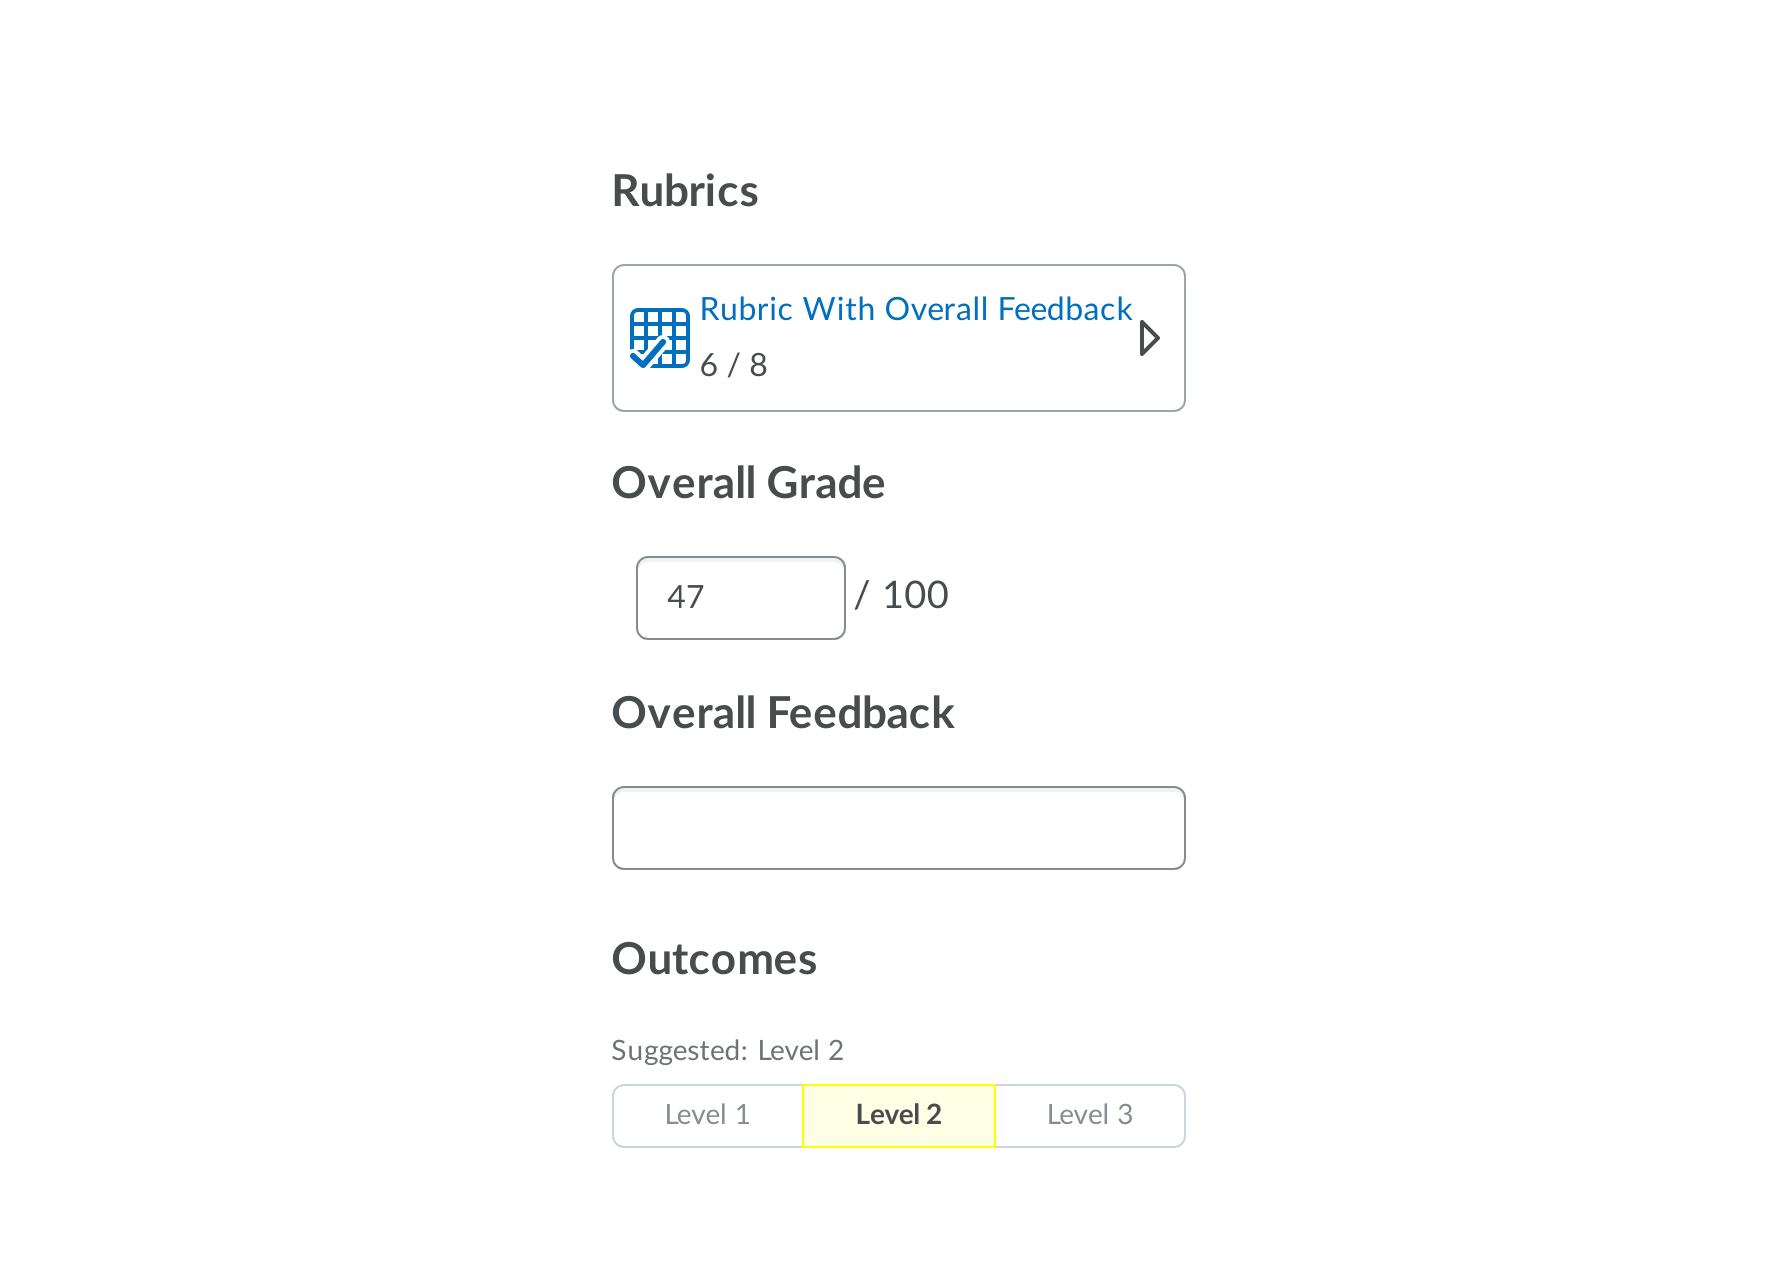 Rubrics
Rubric With Overall Feedback
6 / 8
Overall Grade
47 / 100
Overall Feedback
Outcomes
Suggested: Level 2
Level 1 Level 2 Level 3